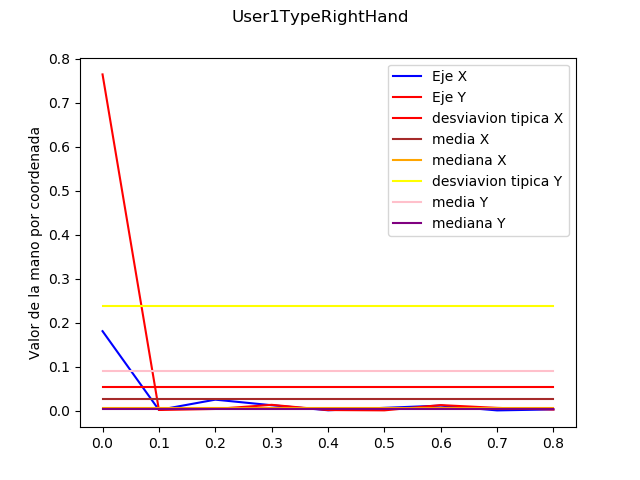 User1TypeRightHand
Valor de la mano por coordenada
0.8
0.7
0.6
0.5
0.4
0.3
0.2
0.1
0.0
Eje X
Eje Y
desviavion tipica X
media X
mediana X
desviavion tipica Y
media Y
mediana Y
0.0 0.1 0.2 0.3 0.4 0.5 0.6 0.7 0.8